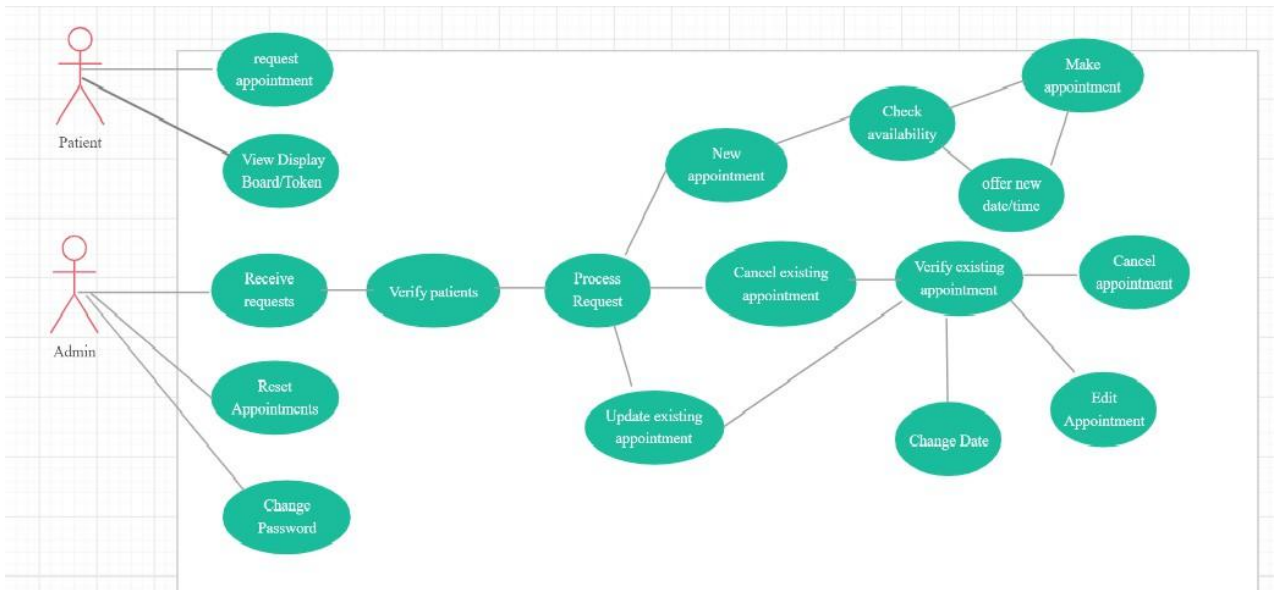 request
appointment
Patient
View Display
Board/Token
New
appointment
Check
availability
Make
appointment
offer new
date/time
Admin
Receive
requests
Verify patients
Process
Request
Cancel existing
appointment
Verify existing
appointment
Cancel
appointment
Reset
Appointments
Update existing
appointment
Change Date
Edit
Appointment
Change
Password